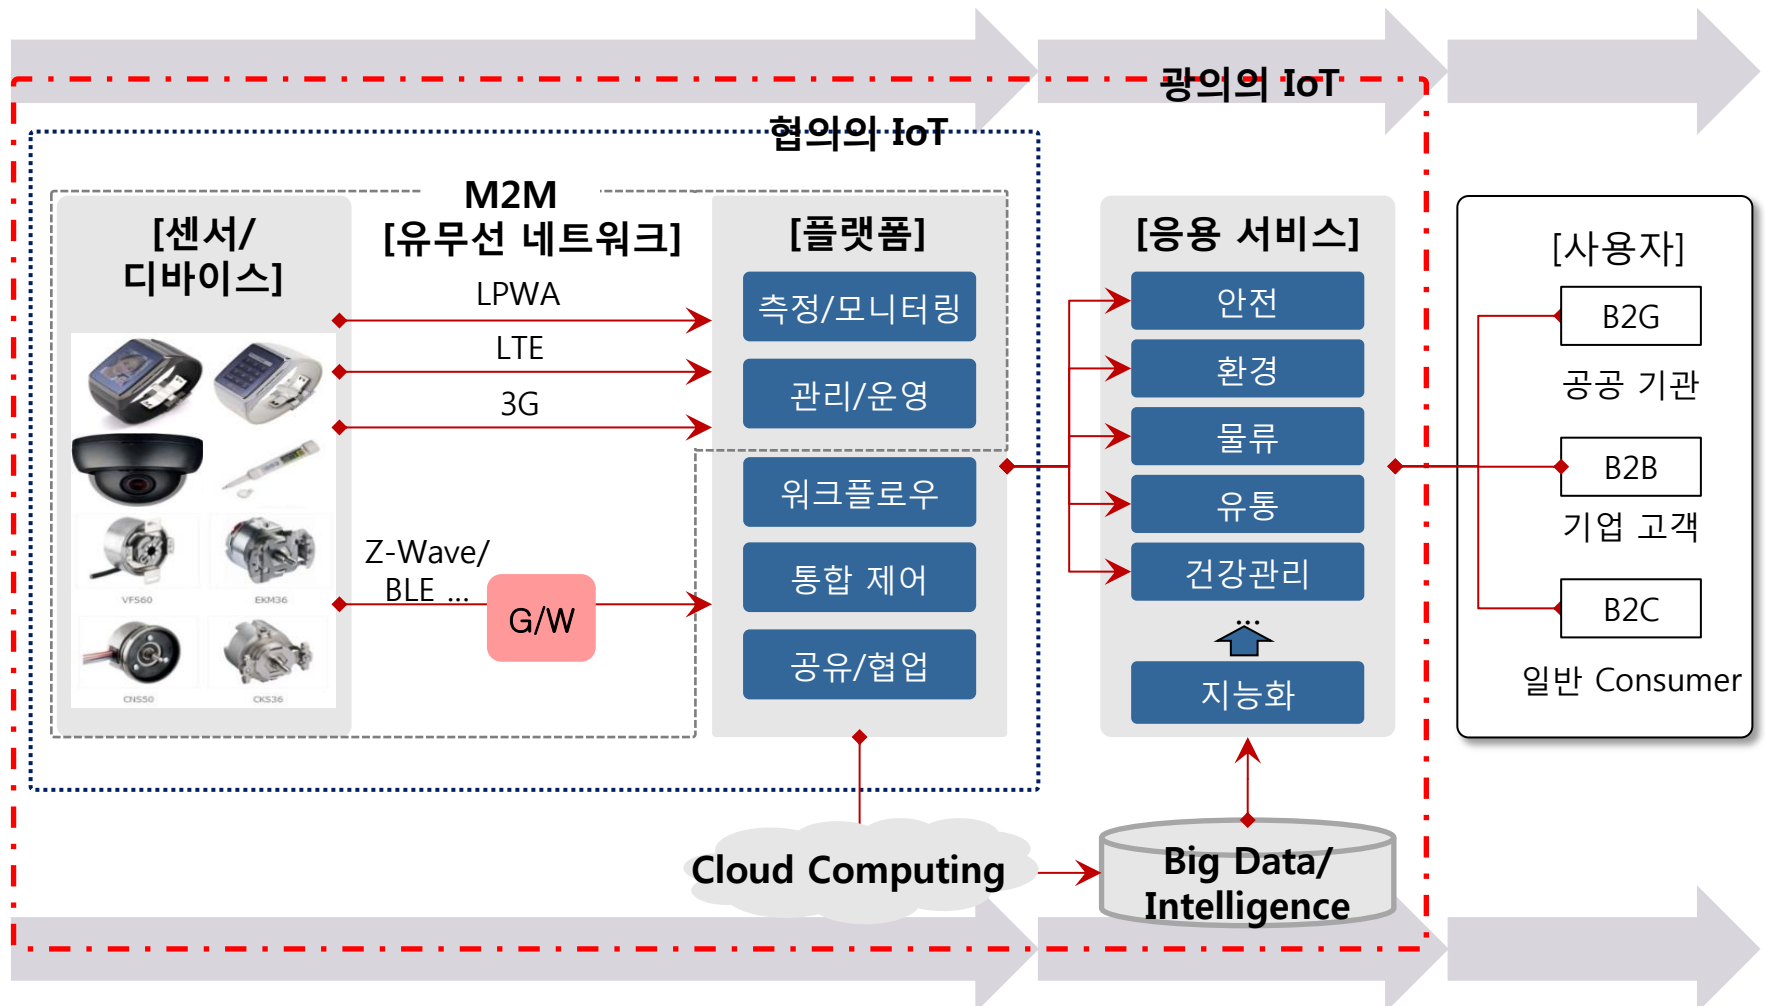 광의의 IoT
협의의 IoT
M2M
[센서/
디바이스]
[유무선 네트워크]
[플랫폼]
[응용 서비스]
[사용자]
LPWA
LTE
3G
Z-Wave/
BLE ...
G/W
VFS60
EKM36
CNS50
CKS36
측정/모니터링
관리/운영
워크플로우
통합 제어
공유/협업
안전
환경
물류
유통
건강관리
...
지능화
B2G
공공 기관
B2B
기업 고객
B2C
일반 Consumer
Cloud Computing
Big Data/
Intelligence